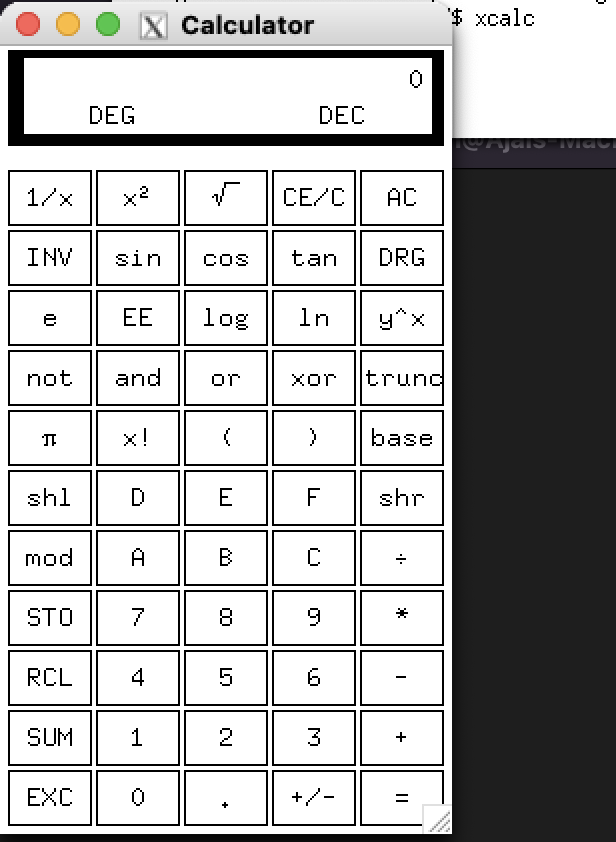 $ xcalc
Calculator
0
DEG DEC
1/x x² √ CE/C AC
INV sin cos tan DRG
e EE log ln y^x
not and or xor trunc
π x! ( ) base
shl D E F shr
mod A B C ÷
STO 7 8 9 *
RCL 4 5 6 -
SUM 1 2 3 +
EXC 0 . +/- =